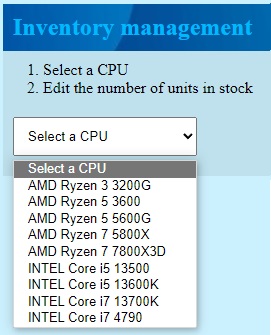 Inventory management
1. Select a CPU
2. Edit the number of units in stock
Select a CPU
Select a CPU
AMD Ryzen 3 3200G
AMD Ryzen 5 3600
AMD Ryzen 5 5600G
AMD Ryzen 7 5800X
AMD Ryzen 7 7800X3D
INTEL Core i5 13500
INTEL Core i5 13600K
INTEL Core i7 13700K
INTEL Core i7 4790